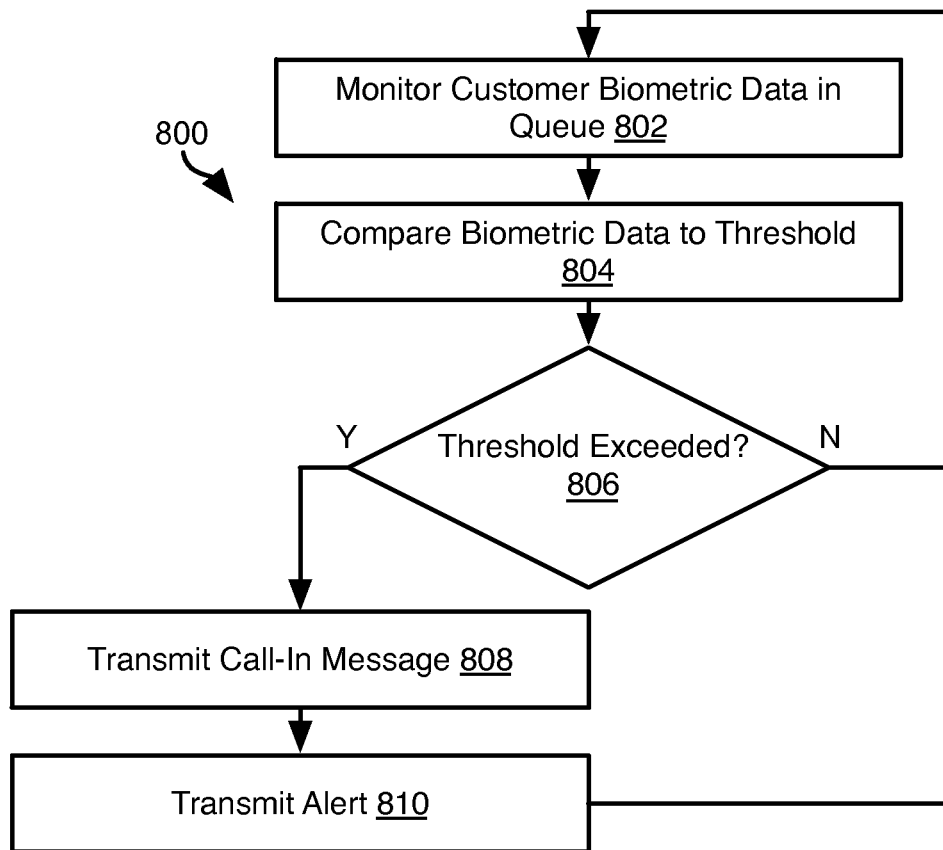 Monitor Customer Biometric Data in
Queue 802
800
Compare Biometric Data to Threshold
804
Y
N
Threshold Exceeded?
806
Transmit Call-In Message 808
Transmit Alert 810